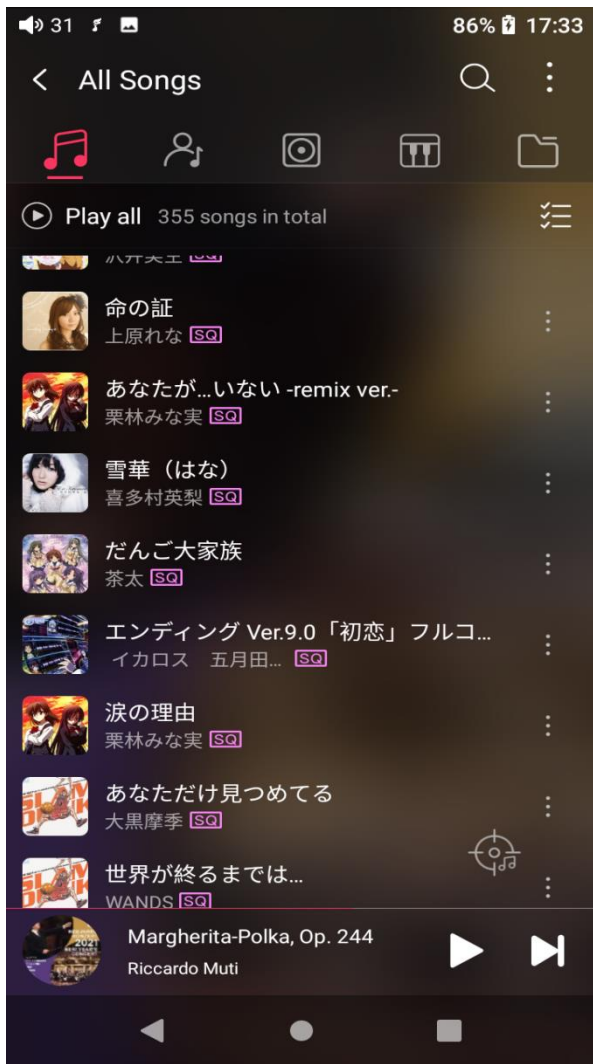 31 86% 17:33
All Songs
Play all 355 songs in total
SQ
命の証
上原れな SQ
あなたが…いない -remix ver.-
栗林みな実 SQ
雪華（はな）
喜多村英梨 SQ
だんご大家族
茶太 SQ
エンディング Ver.9.0「初恋」フルコ...
イカロス　五月田... SQ
涙の理由
栗林みな実 SQ
あなただけ見つめてる
大黒摩季 SQ
世界が終るまでは…
WANDS SQ
Margherita-Polka, Op. 244
Riccardo Muti